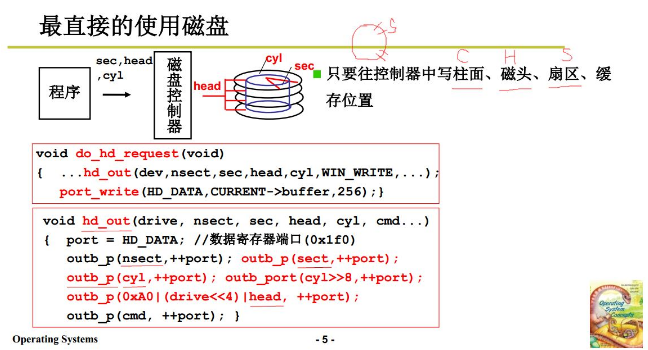 最直接的使用磁盘
S
C H S
sec,head
,cyl
程序
磁盘控制器
head
cyl
sec
只要往控制器中写柱面、磁头、扇区、缓
存位置
void do_hd_request(void)
{ ...hd_out(dev,nsect,sec,head,cyl,WIN_WRITE,...);
port_write(HD_DATA,CURRENT->buffer,256);}
void hd_out(drive, nsect, sec, head, cyl, cmd...)
{ port = HD_DATA; //数据寄存器端口(0x1f0)
outb_p(nsect,++port); outb_p(sect,++port);
outb_p(cyl,++port); outb_port(cyl>>8,++port);
outb_p(0xA0|(drive<<4)|head, ++port);
outb_p(cmd, ++port); }
Operating
System
Concepts
Operating Systems
- 5 -